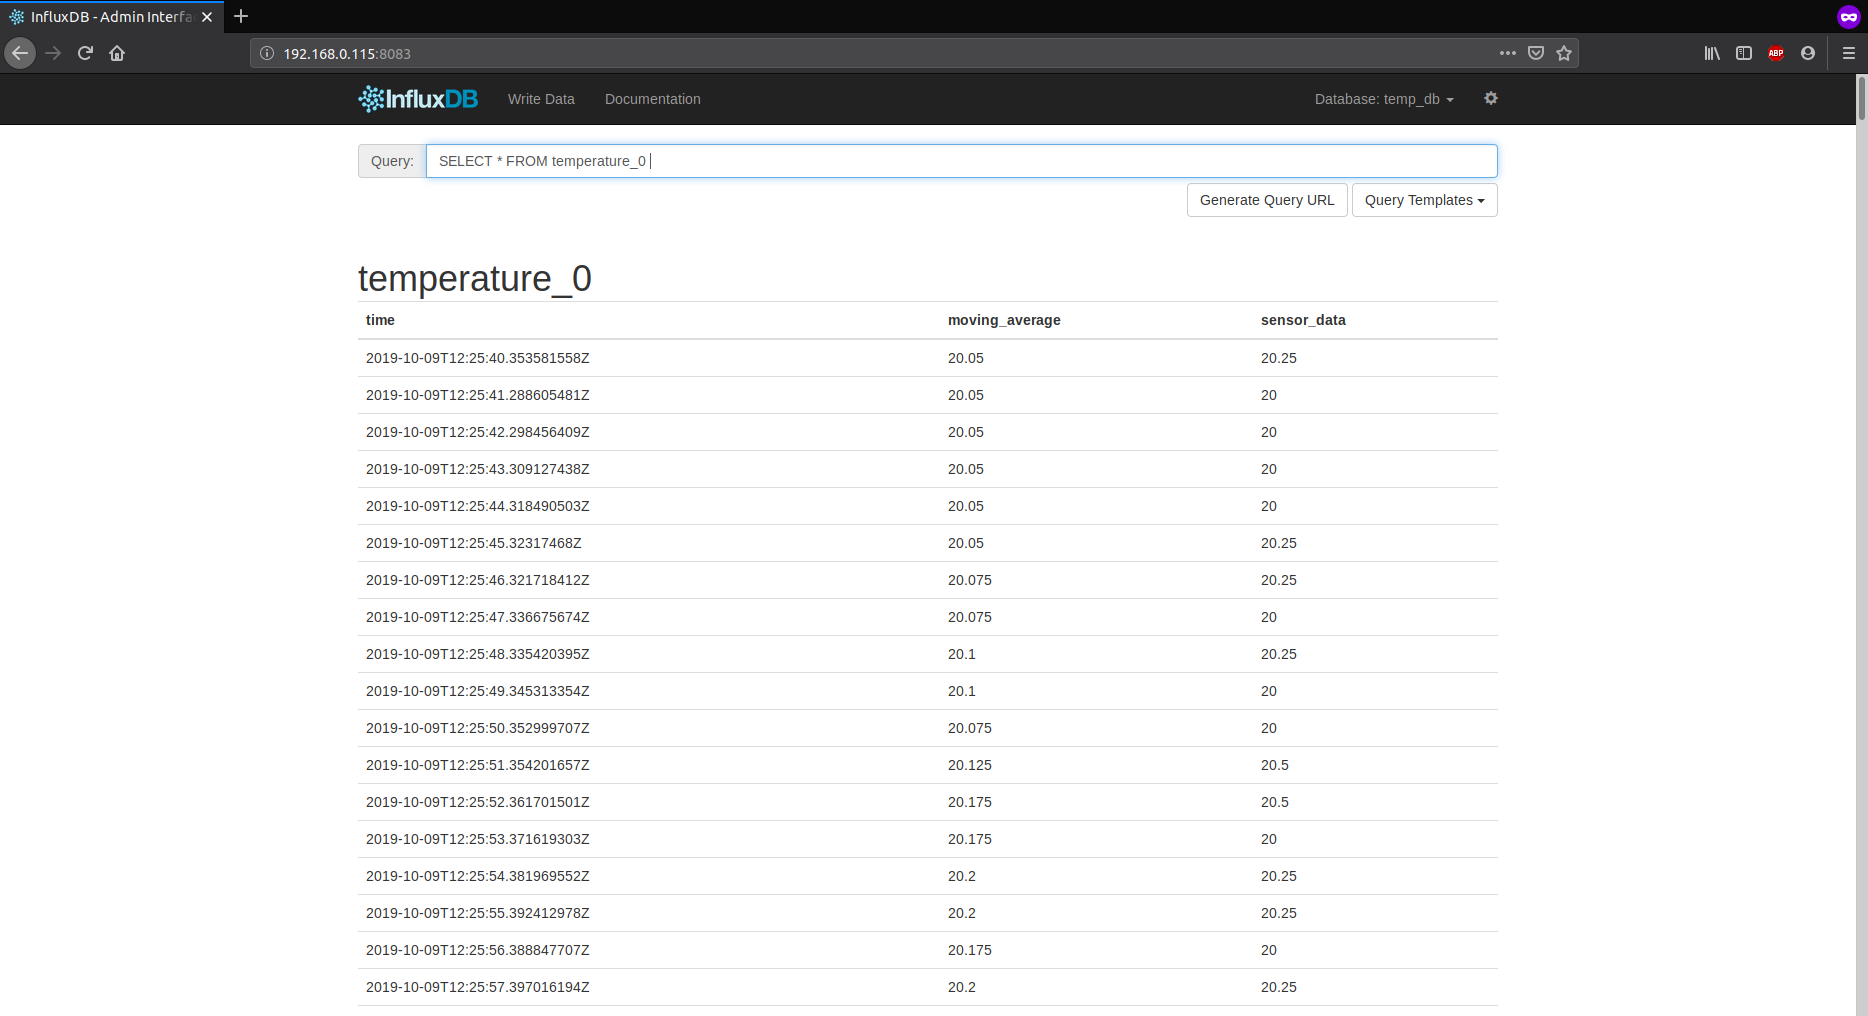 InfluxDB - Admin Interfa
192.168.0.115:8083
ABP
InfluxDB Write Data Documentation Database: temp_db
Query: SELECT * FROM temperature_0
Generate Query URL Query Templates
temperature_0
time moving_average sensor_data
2019-10-09T12:25:40.353581558Z 20.05 20.25
2019-10-09T12:25:41.288605481Z 20.05 20
2019-10-09T12:25:42.298456409Z 20.05 20
2019-10-09T12:25:43.309127438Z 20.05 20
2019-10-09T12:25:44.318490503Z 20.05 20
2019-10-09T12:25:45.32317468Z 20.05 20.25
2019-10-09T12:25:46.321718412Z 20.075 20.25
2019-10-09T12:25:47.336675674Z 20.075 20
2019-10-09T12:25:48.335420395Z 20.1 20.25
2019-10-09T12:25:49.345313354Z 20.1 20
2019-10-09T12:25:50.352999707Z 20.075 20
2019-10-09T12:25:51.354201657Z 20.125 20.5
2019-10-09T12:25:52.361701501Z 20.175 20.5
2019-10-09T12:25:53.371619303Z 20.175 20
2019-10-09T12:25:54.381969552Z 20.2 20.25
2019-10-09T12:25:55.392412978Z 20.2 20.25
2019-10-09T12:25:56.388847707Z 20.175 20
2019-10-09T12:25:57.397016194Z 20.2 20.25